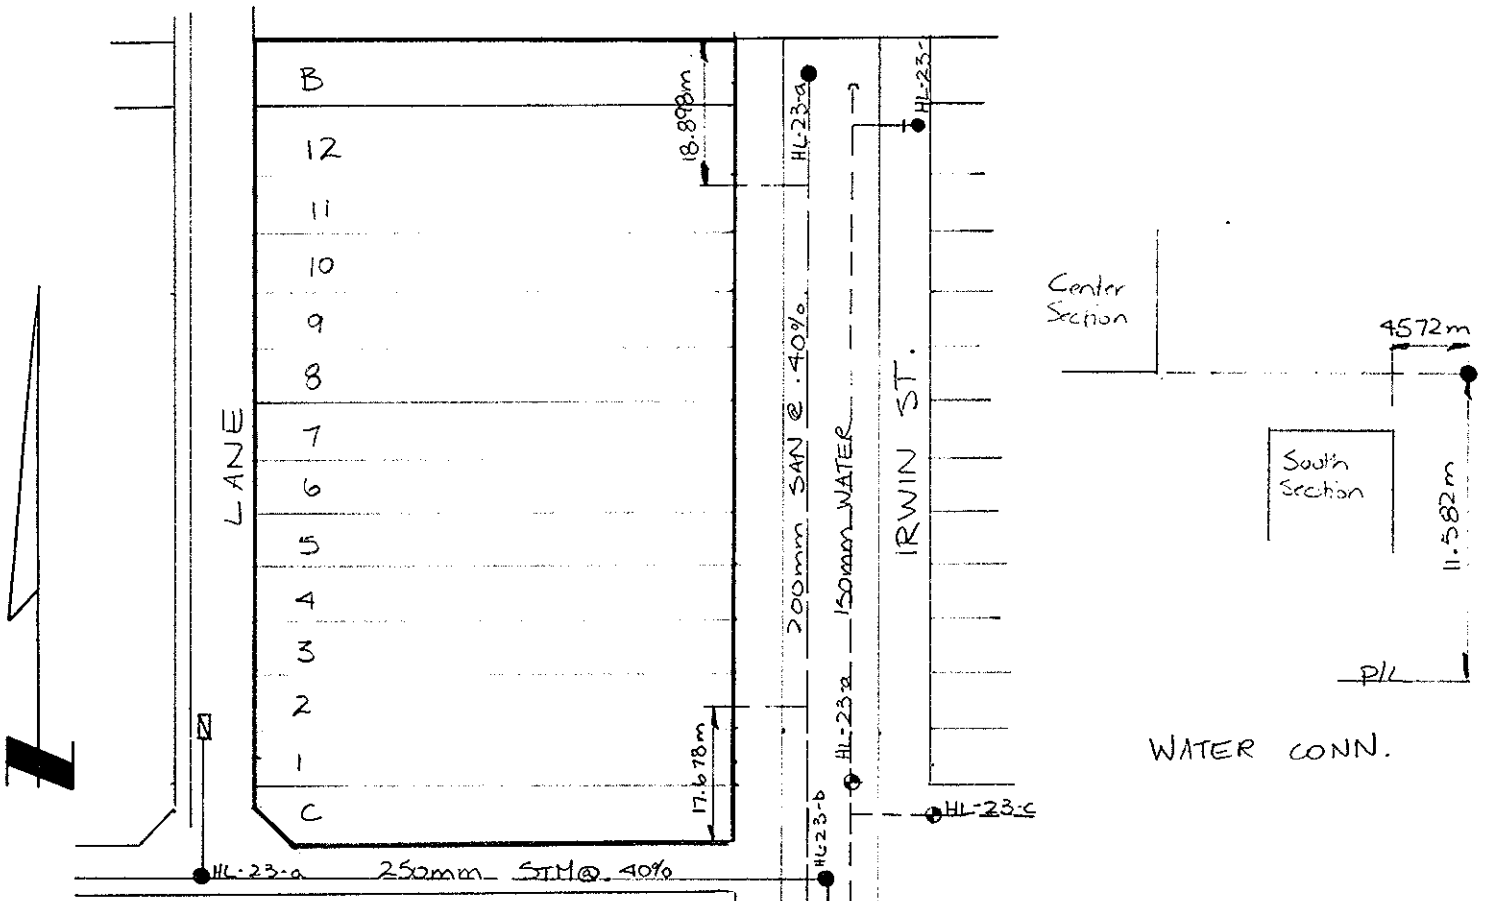 B
12
11
10
9
8
7
6
5
4
3
2
1
C
LANE
18.898m
17.678m
HL-23-a
200mm SAN @ .40%
HL-23-a
150mm WATER
IRWIN ST.
HL-23-
HL-23-b
HL-23-c
HL-23-a
250mm STM @ .40%
Center
Section
South
Section
4572m
11.582m
P/L
WATER CONN.